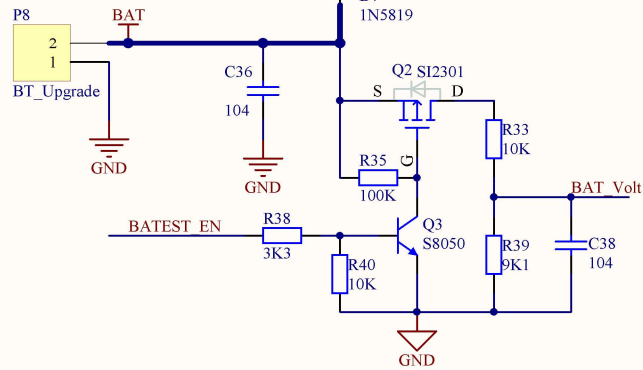 P8
BAT
1N5819
2
1
BT_Upgrade
C36
104
GND
GND
Q2
SI2301
S
D
G
R33
10K
R35
100K
BAT_Volt
BATEST_EN
R38
3K3
Q3
S8050
R39
9K1
C38
104
R40
10K
GND